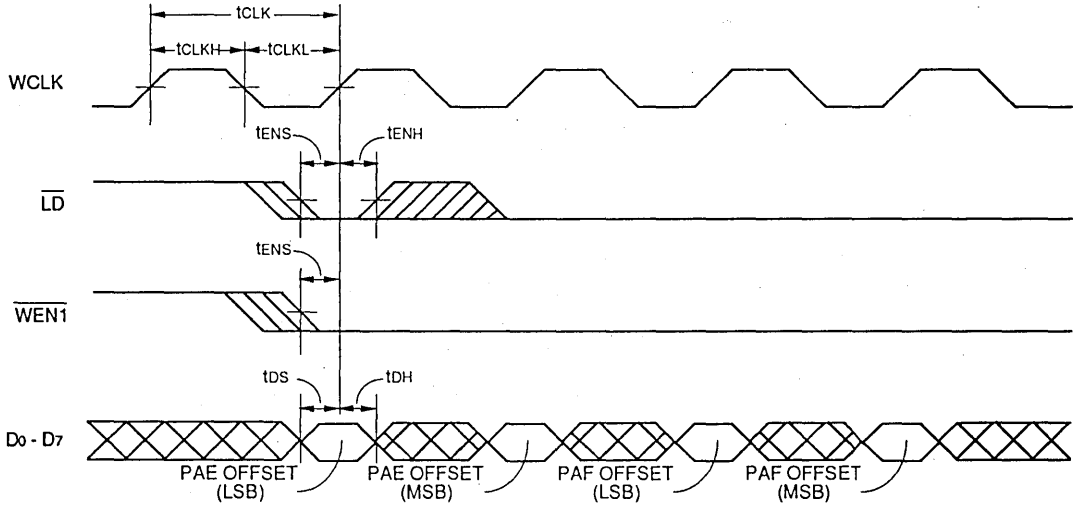 tCLK
tCLKH
tCLKL
WCLK
tENS
tENH
LD
tENS
WEN1
tDS
tDH
D0 - D7
PAE OFFSET
(LSB)
PAE OFFSET
(MSB)
PAF OFFSET
(LSB)
PAF OFFSET
(MSB)